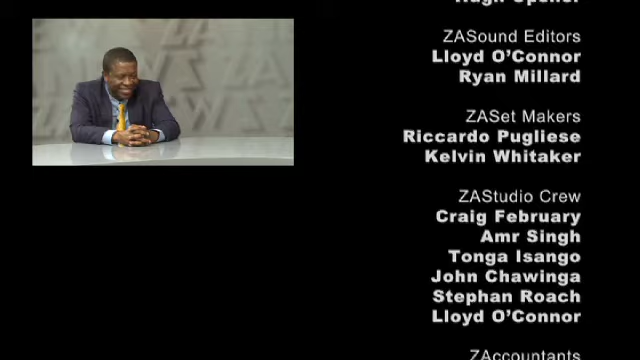 ZASound Editors
Lloyd O'Connor
Ryan Millard
ZASet Makers
Riccardo Pugliese
Kelvin Whitaker
ZAStudio Crew
Craig February
Amr Singh
Tonga Isango
John Chawinga
Stephan Roach
Lloyd O'Connor
ZAccountants